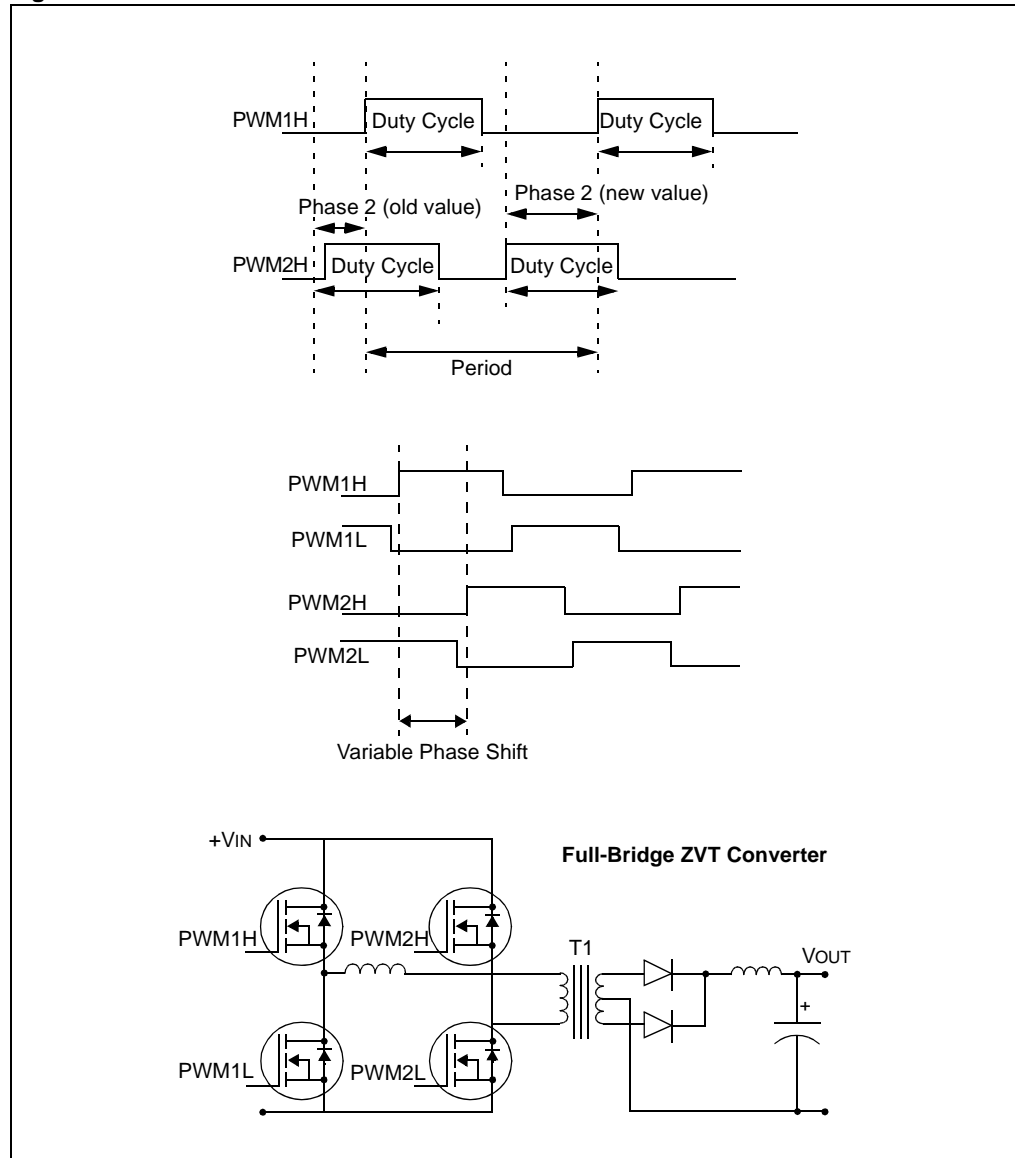 PWM1H
Duty Cycle
Duty Cycle
Phase 2 (old value)
Phase 2 (new value)
PWM2H
Duty Cycle
Duty Cycle
Period
PWM1H
PWM1L
PWM2H
PWM2L
Variable Phase Shift
+VIN
Full-Bridge ZVT Converter
PWM1H
PWM2H
T1
VOUT
+
PWM1L
PWM2L